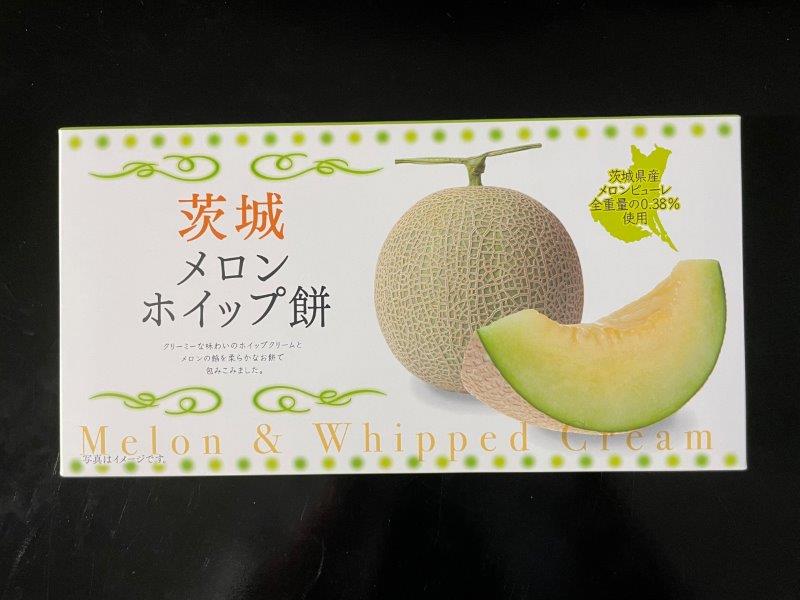 茨城
メロン
ホイップ餅
クリーミーな味わいのホイップクリームと
メロンの餡を柔らかなお餅で
包みこみました。
茨城県産
メロンピューレ
全重量の0.38%
使用
Melon & Whipped Cream
写真はイメージです。